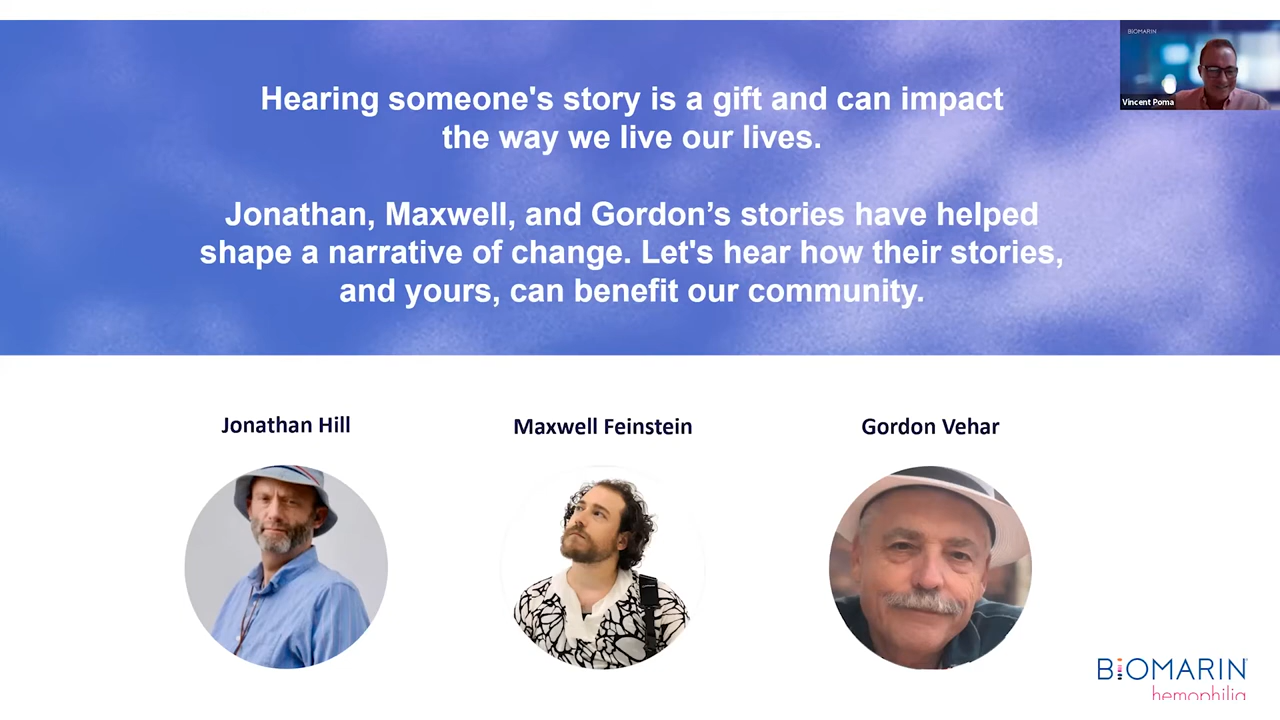 BIOMARIN
Vincent Poma
Hearing someone's story is a gift and can impact
the way we live our lives.
Jonathan, Maxwell, and Gordon’s stories have helped
shape a narrative of change. Let's hear how their stories,
and yours, can benefit our community.
Jonathan Hill
Maxwell Feinstein
Gordon Vehar
BIOMARIN
hemophilia